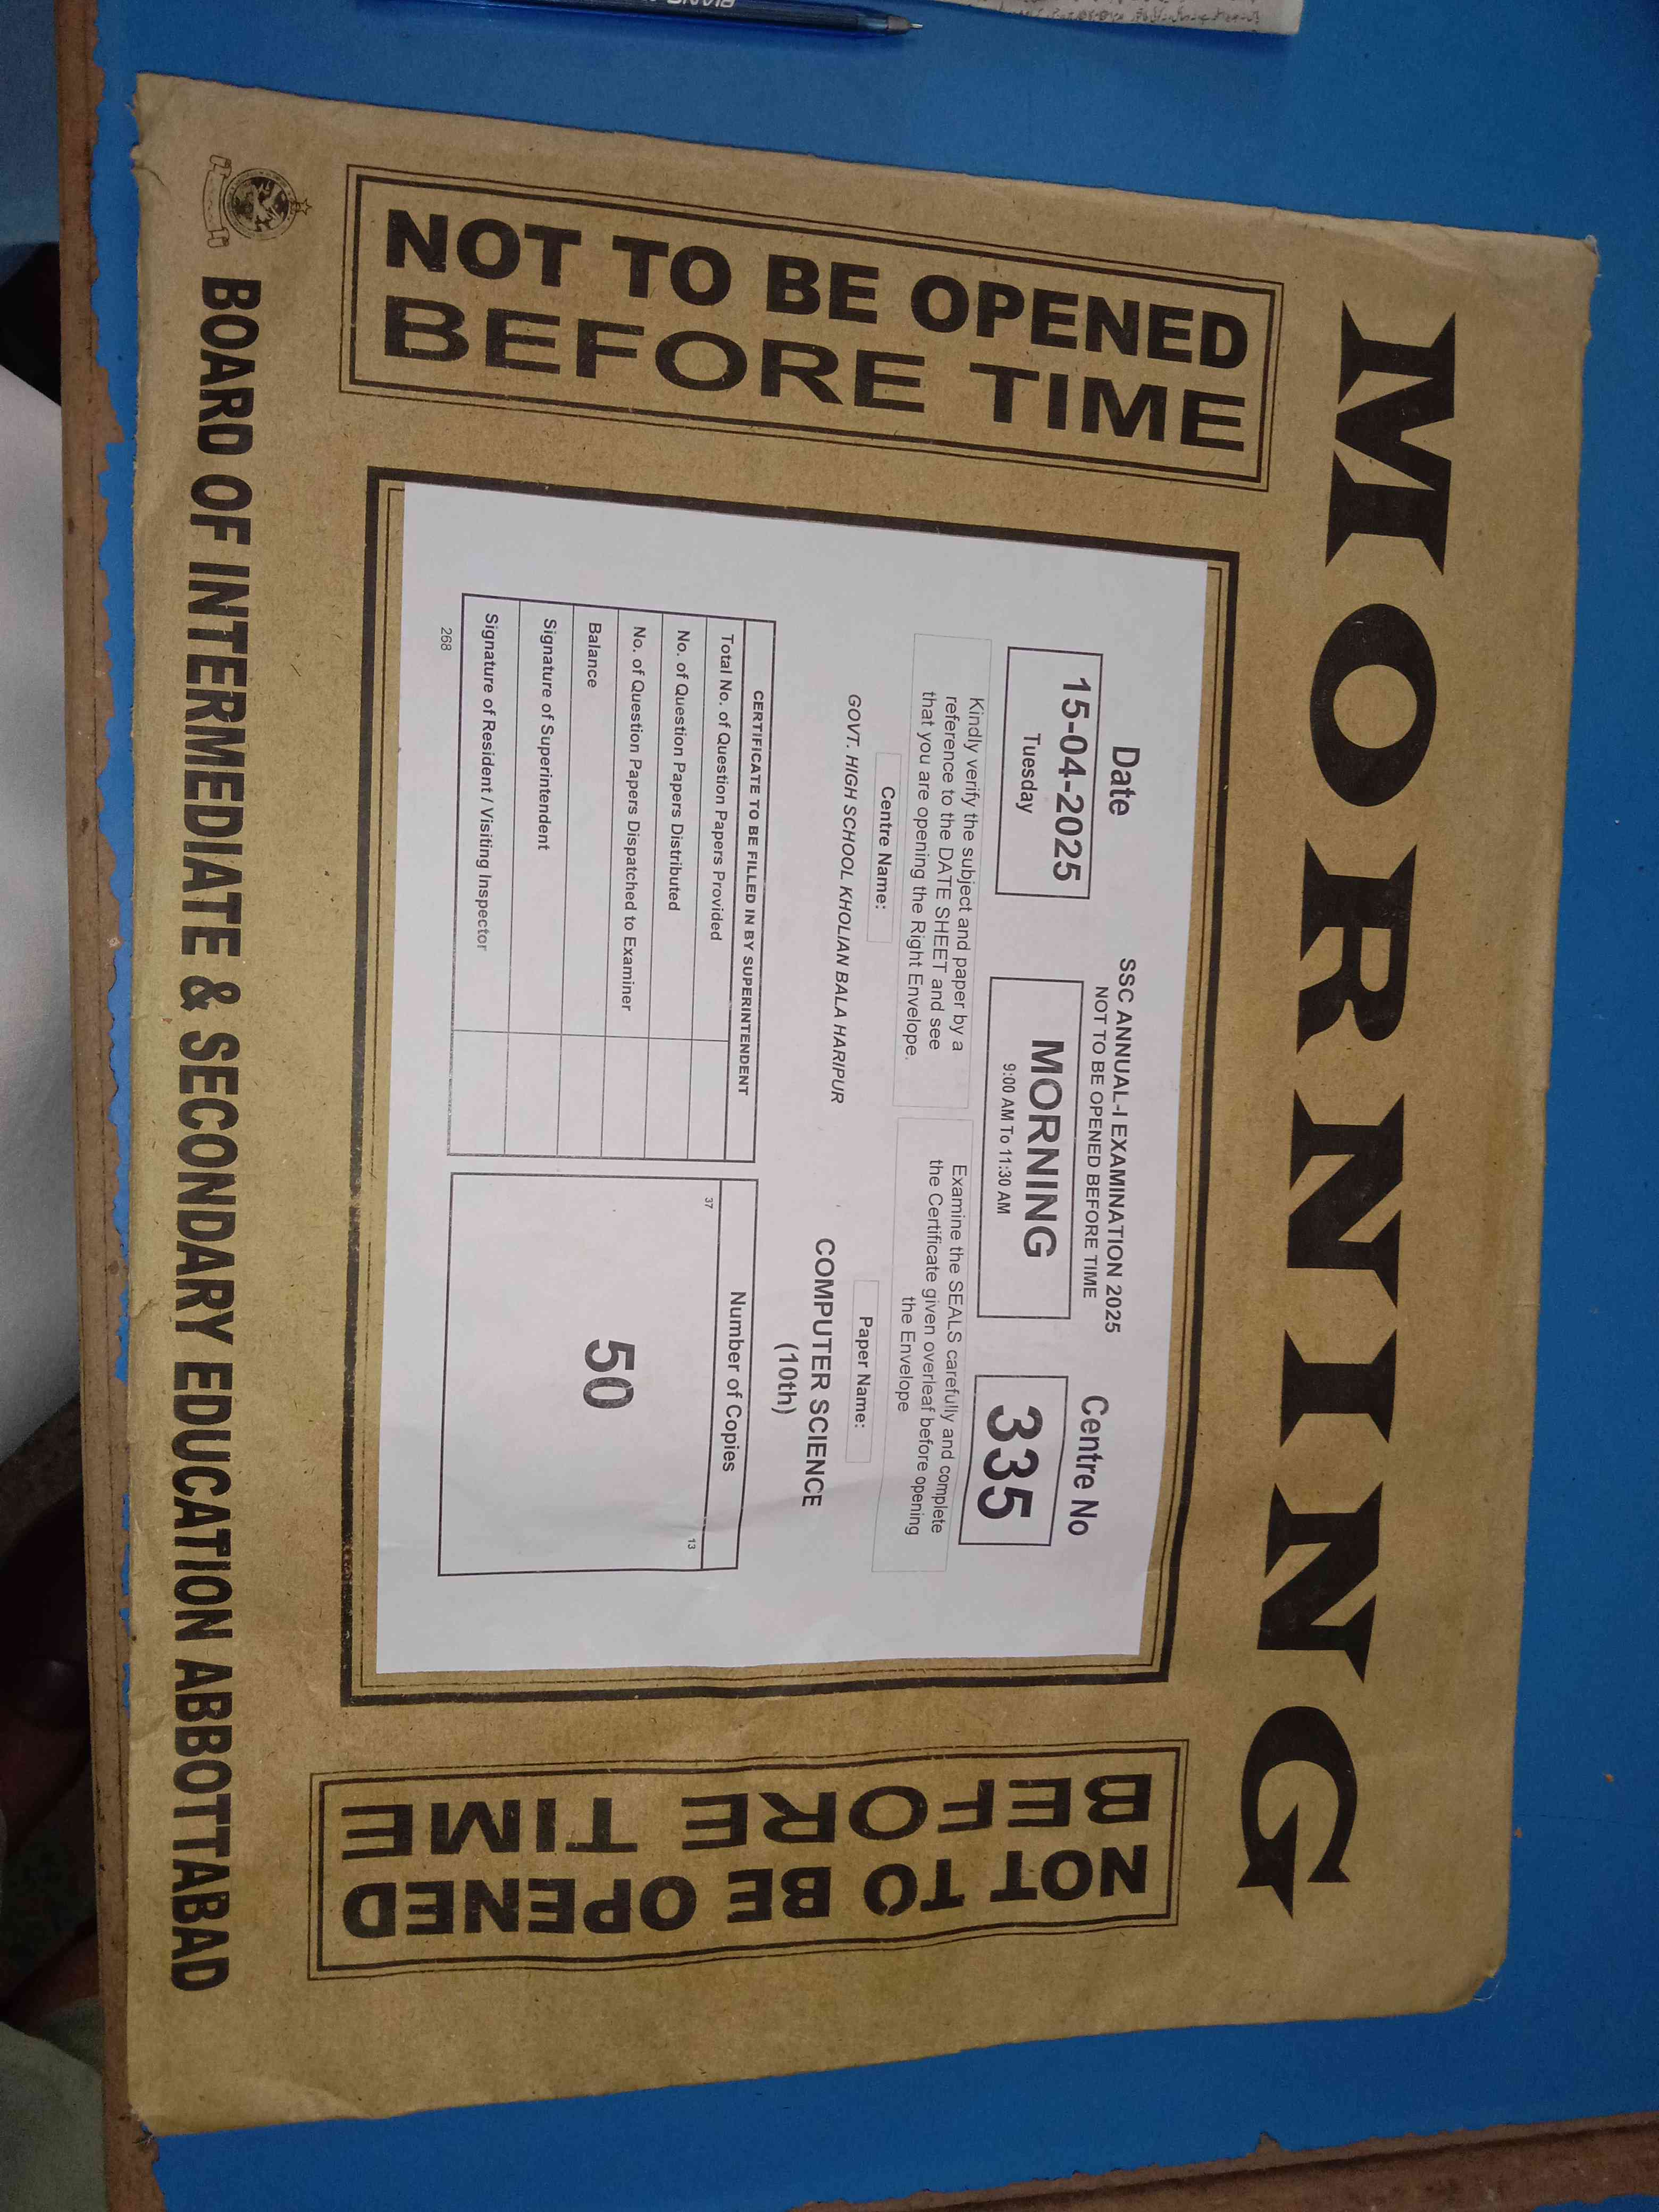 MORNING
NOT TO BE OPENED
BEFORE TIME
Date
15-04-2025
Tuesday
SSC ANNUAL-I EXAMINATION 2025
NOT TO BE OPENED BEFORE TIME
MORNING
9:00 AM To 11:30 AM
Centre No
335
Kindly verify the subject and paper by a
reference to the DATE SHEET and see
that you are opening the Right Envelope.
Examine the SEALS carefully and complete
the Certificate given overleaf before opening
the Envelope
Centre Name:
GOVT. HIGH SCHOOL KHOLIAN BALA HARIPUR
Paper Name:
COMPUTER SCIENCE
(10th)
CERTIFICATE TO BE FILLED IN BY SUPERINTENDENT
Total No. of Question Papers Provided
No. of Question Papers Distributed
No. of Question Papers Dispatched to Examiner
Balance
Signature of Superintendent
Signature of Resident / Visiting Inspector
268
Number of Copies
37
13
50
NOT TO BE OPENED
BEFORE TIME
BOARD OF INTERMEDIATE & SECONDARY EDUCATION ABBOTTABAD